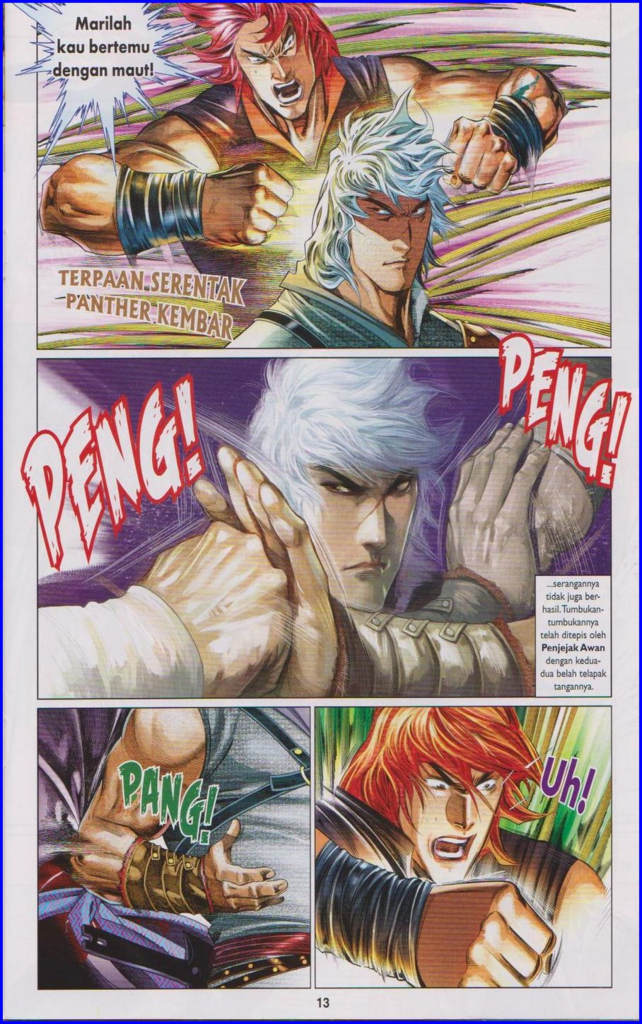 Marilah
kau bertemu
dengan maut!
TERPAAN SERENTAK
PANTHER KEMBAR
PENG!
PENG!
...serangannya
tidak juga ber-
hasil. Tumbukan-
tumbukannya
telah ditepis oleh
Penjejak Awan
dengan kedua-
dua belah telapak
tangannya.
PANG!
Uh!
13